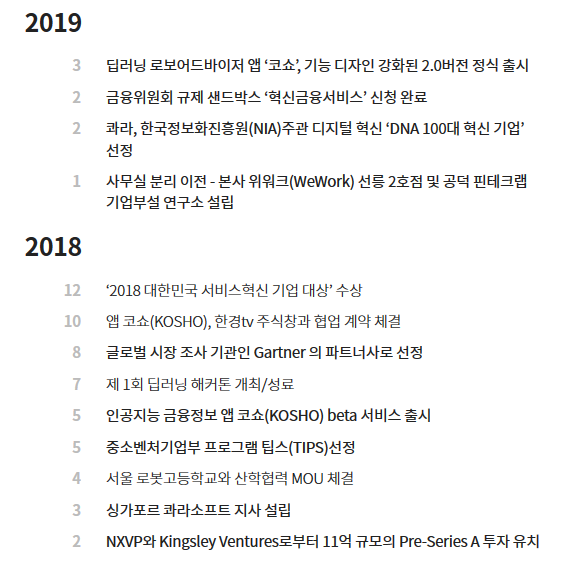 2019
3 딥러닝 로보어드바이저 앱 ‘코쇼’, 기능 디자인 강화된 2.0버전 정식 출시
2 금융위원회 규제 샌드박스 ‘혁신금융서비스’ 신청 완료
2 콰라, 한국정보화진흥원(NIA)주관 디지털 혁신 ‘DNA 100대 혁신 기업’
선정
1 사무실 분리 이전 - 본사 위워크(WeWork) 선릉 2호점 및 공덕 핀테크랩
기업부설 연구소 설립
2018
12 ‘2018 대한민국 서비스혁신 기업 대상’ 수상
10 앱 코쇼(KOSHO), 한경tv 주식창과 협업 계약 체결
8 글로벌 시장 조사 기관인 Gartner 의 파트너사로 선정
7 제 1회 딥러닝 해커톤 개최/성료
5 인공지능 금융정보 앱 코쇼(KOSHO) beta 서비스 출시
5 중소벤처기업부 프로그램 팁스(TIPS)선정
4 서울 로봇고등학교와 산학협력 MOU 체결
3 싱가포르 콰라소프트 지사 설립
2 NXVP와 Kingsley Ventures로부터 11억 규모의 Pre-Series A 투자 유치